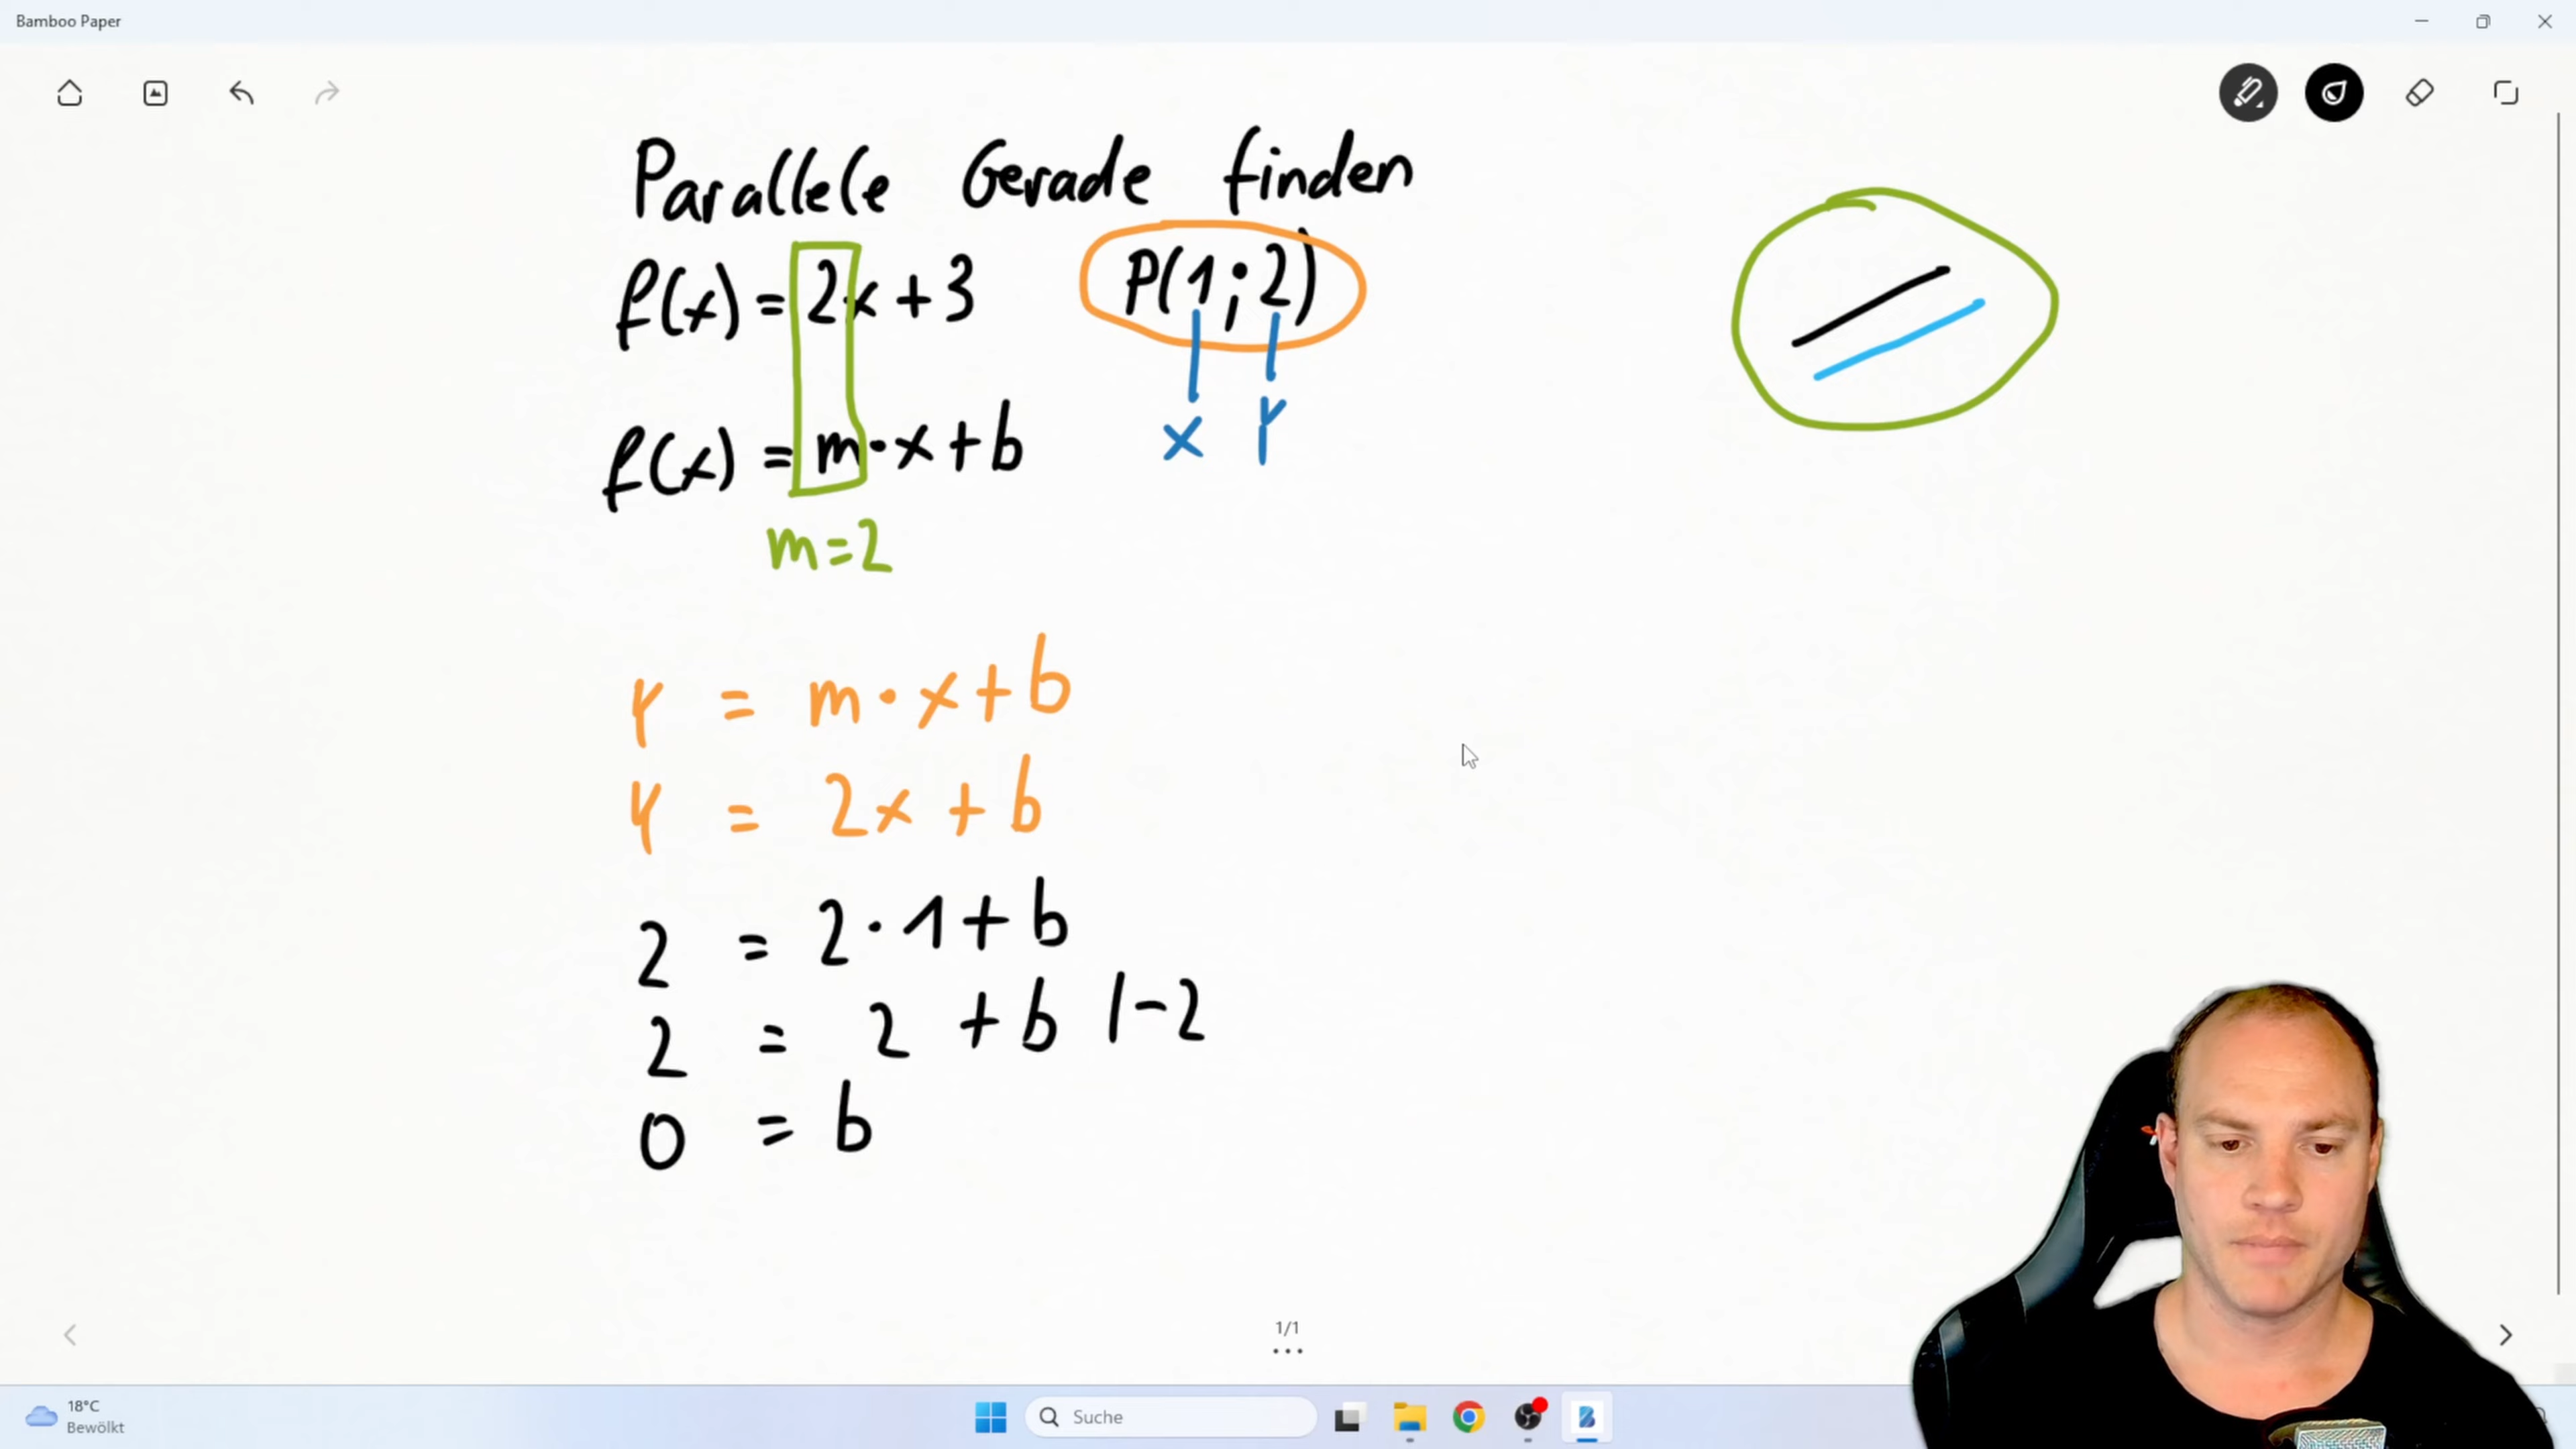 Bamboo Paper
Parallele Gerade finden
f(x) = 2x + 3 P(1;2)
x y
f(x) = m·x + b
m=2
y = m·x+b
y = 2x + b
2 = 2·1+b
2 = 2 + b |-2
0 = b
1/1
18°C
Bewölkt
Suche